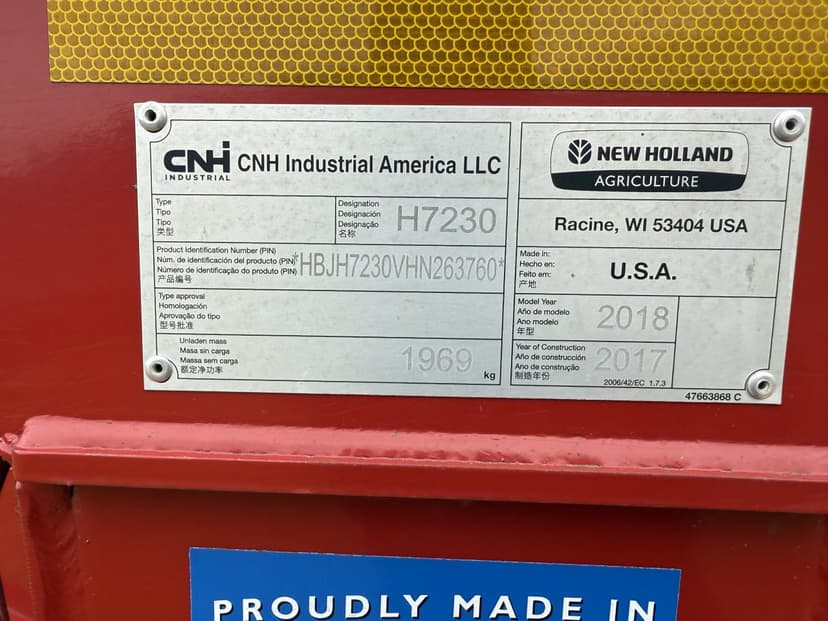 CNH
INDUSTRIAL
CNH Industrial America LLC
Type
Tipo
Tipo
类型
Designation
Designación
Designação
名称
H7230
Product Identification Number (PIN)
Núm. de identificación del producto (PIN)
Número de identificação do produto (PIN)
产品编号
*HBJH7230VHN263760*
Type approval
Homologación
Aprovação do tipo
型号批准
Unladen mass
Masa sin carga
Massa sem carga
额定净功率
1969
kg
NEW HOLLAND
AGRICULTURE
Racine, WI 53404 USA
Made in:
Hecho en:
Feito em:
产地
U.S.A.
Model Year
Año de modelo
Ano modelo
年型
2018
Year of Construction
Año de construcción
Ano de construção
制造年份
2017
2006/42/EC 1.7.3
47663868 C
PROUDLY MADE IN